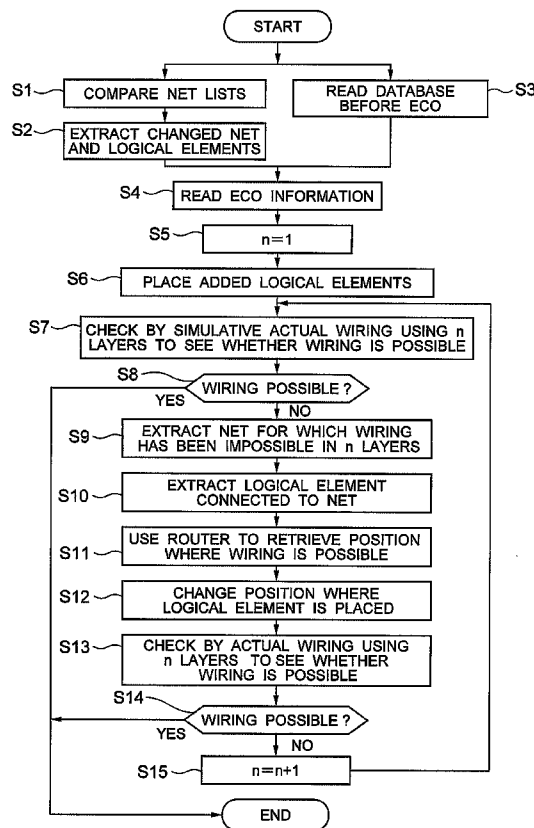 START
S1
COMPARE NET LISTS
READ DATABASE
BEFORE ECO
S3
S2
EXTRACT CHANGED NET
AND LOGICAL ELEMENTS
S4
READ ECO INFORMATION
S5
n=1
S6
PLACE ADDED LOGICAL ELEMENTS
S7
CHECK BY SIMULATIVE ACTUAL WIRING USING n
LAYERS TO SEE WHETHER WIRING IS POSSIBLE
S8
WIRING POSSIBLE ?
YES
NO
S9
EXTRACT NET FOR WHICH WIRING
HAS BEEN IMPOSSIBLE IN n LAYERS
S10
EXTRACT LOGICAL ELEMENT
CONNECTED TO NET
S11
USE ROUTER TO RETRIEVE POSITION
WHERE WIRING IS POSSIBLE
S12
CHANGE POSITION WHERE
LOGICAL ELEMENT IS PLACED
S13
CHECK BY ACTUAL WIRING USING
n LAYERS TO SEE WHETHER
WIRING IS POSSIBLE
S14
WIRING POSSIBLE ?
YES
NO
S15
n=n+1
END